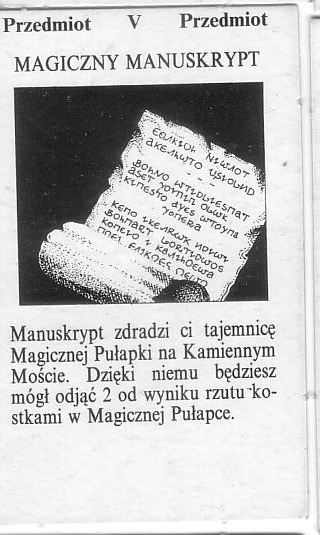 Przedmiot V Przedmiot
MAGICZNY MANUSKRYPT
Manuskrypt zdradzi ci tajemnicę
Magicznej Pułapki na Kamiennym
Moście. Dzięki niemu będziesz
mógł odjąć 2 od wyniku rzutu ko-
stkami w Magicznej Pułapce.